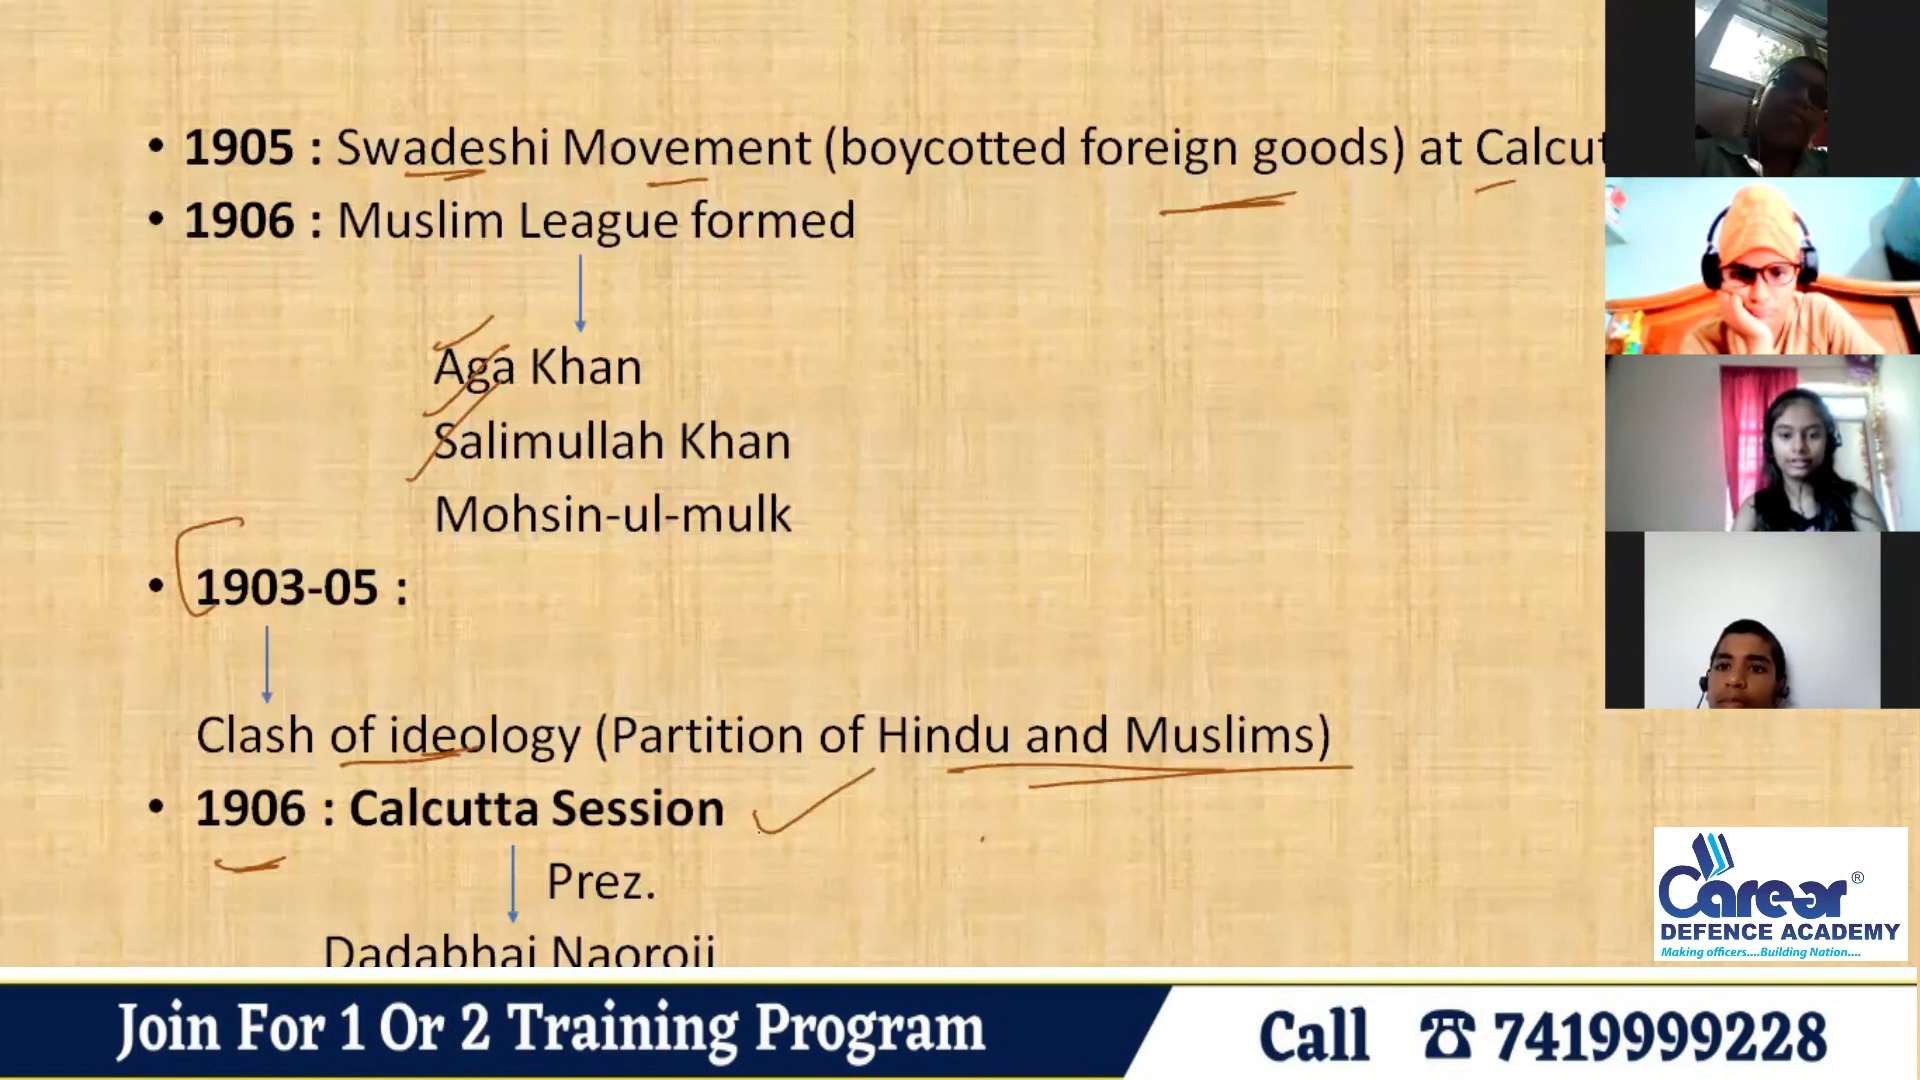 • 1905 : Swadeshi Movement (boycotted foreign goods) at Calcut
• 1906 : Muslim League formed
Aga Khan
Salimullah Khan
Mohsin-ul-mulk
• 1903-05 :
Clash of ideology (Partition of Hindu and Muslims)
• 1906 : Calcutta Session
Prez.
Dadabhai Naoroji
Career®
DEFENCE ACADEMY
Making officers....Building Nation....
Join For 1 Or 2 Training Program
Call ☎ 7419999228